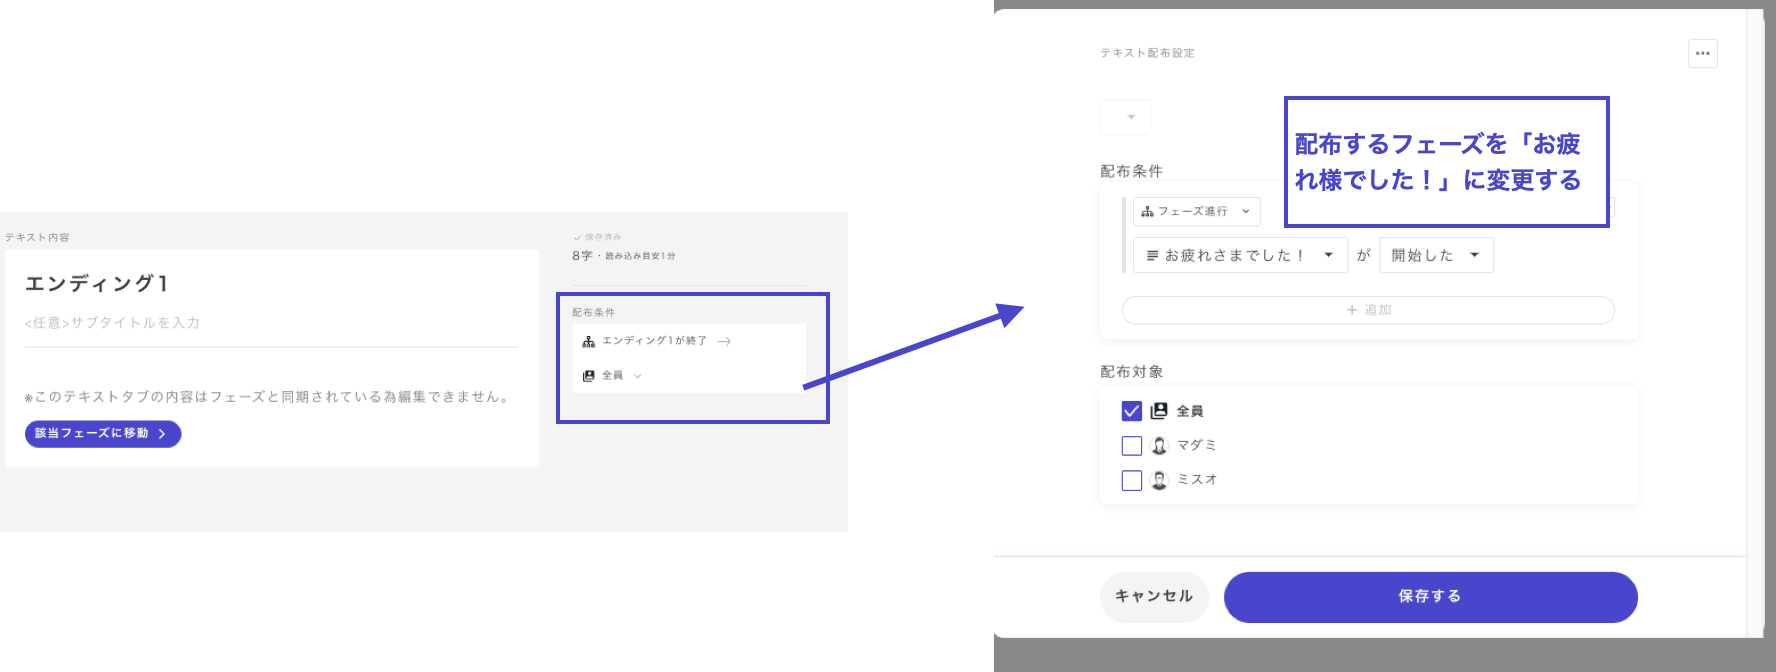 テキスト内容
エンディング1
<任意>サブタイトルを入力
※このテキストタブの内容はフェーズと同期されている為編集できません。
該当フェーズに移動
保存済み
8字・読み込み目安1分
配布条件
エンディング1が終了
全員
テキスト配布設定
配布するフェーズを「お疲
れ様でした！」に変更する
配布条件
フェーズ進行
お疲れさまでした！ が 開始した
+ 追加
配布対象
全員
マダミ
ミスオ
キャンセル 保存する